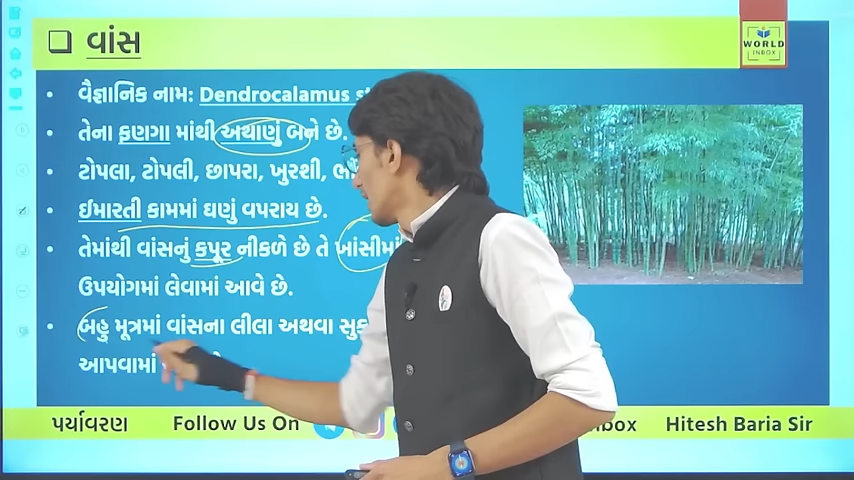 ❑ વાંસ
WORLD
INBOX
• વૈજ્ઞાનિક નામ: Dendrocalamus
• તેના ફણગા માંથી અથાણું બને છે.
• ટોપલા, ટોપલી, છાપરા, ખુરશી,
• ઈમારતી કામમાં ઘણું વપરાય છે.
• તેમાંથી વાંસનું કપૂર નીકળે છે તે ખાંસીમાં
ઉપયોગમાં લેવામાં આવે છે.
• બહુ મૂત્રમાં વાંસના લીલા અથવા
આપવામાં
પર્યાવરણ Follow Us On Hitesh Baria Sir